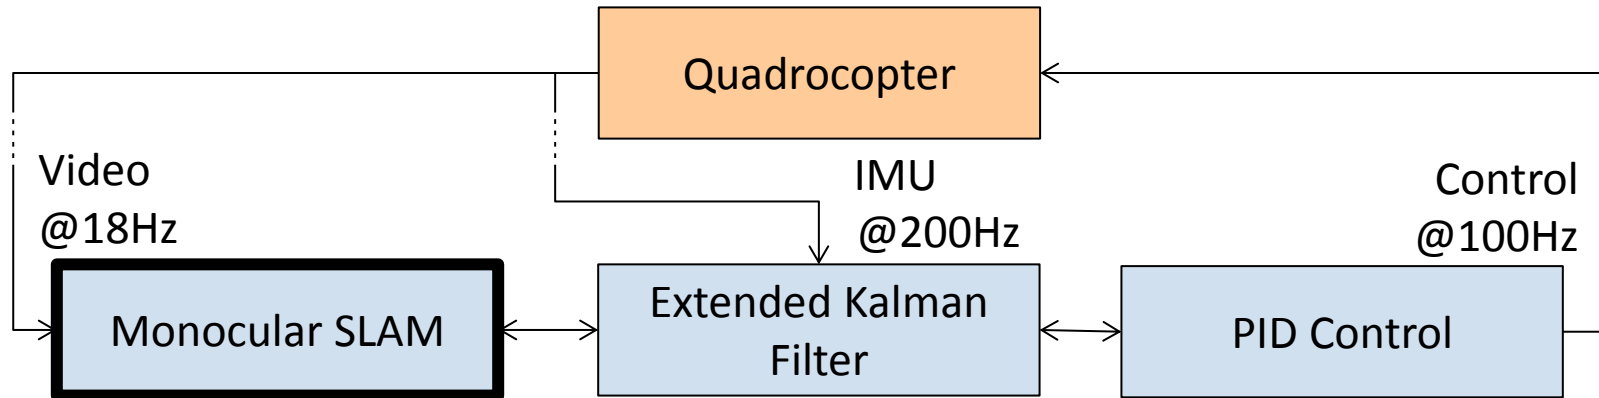 Quadrocopter
Video
@18Hz
IMU
@200Hz
Control
@100Hz
Monocular SLAM
Extended Kalman
Filter
PID Control